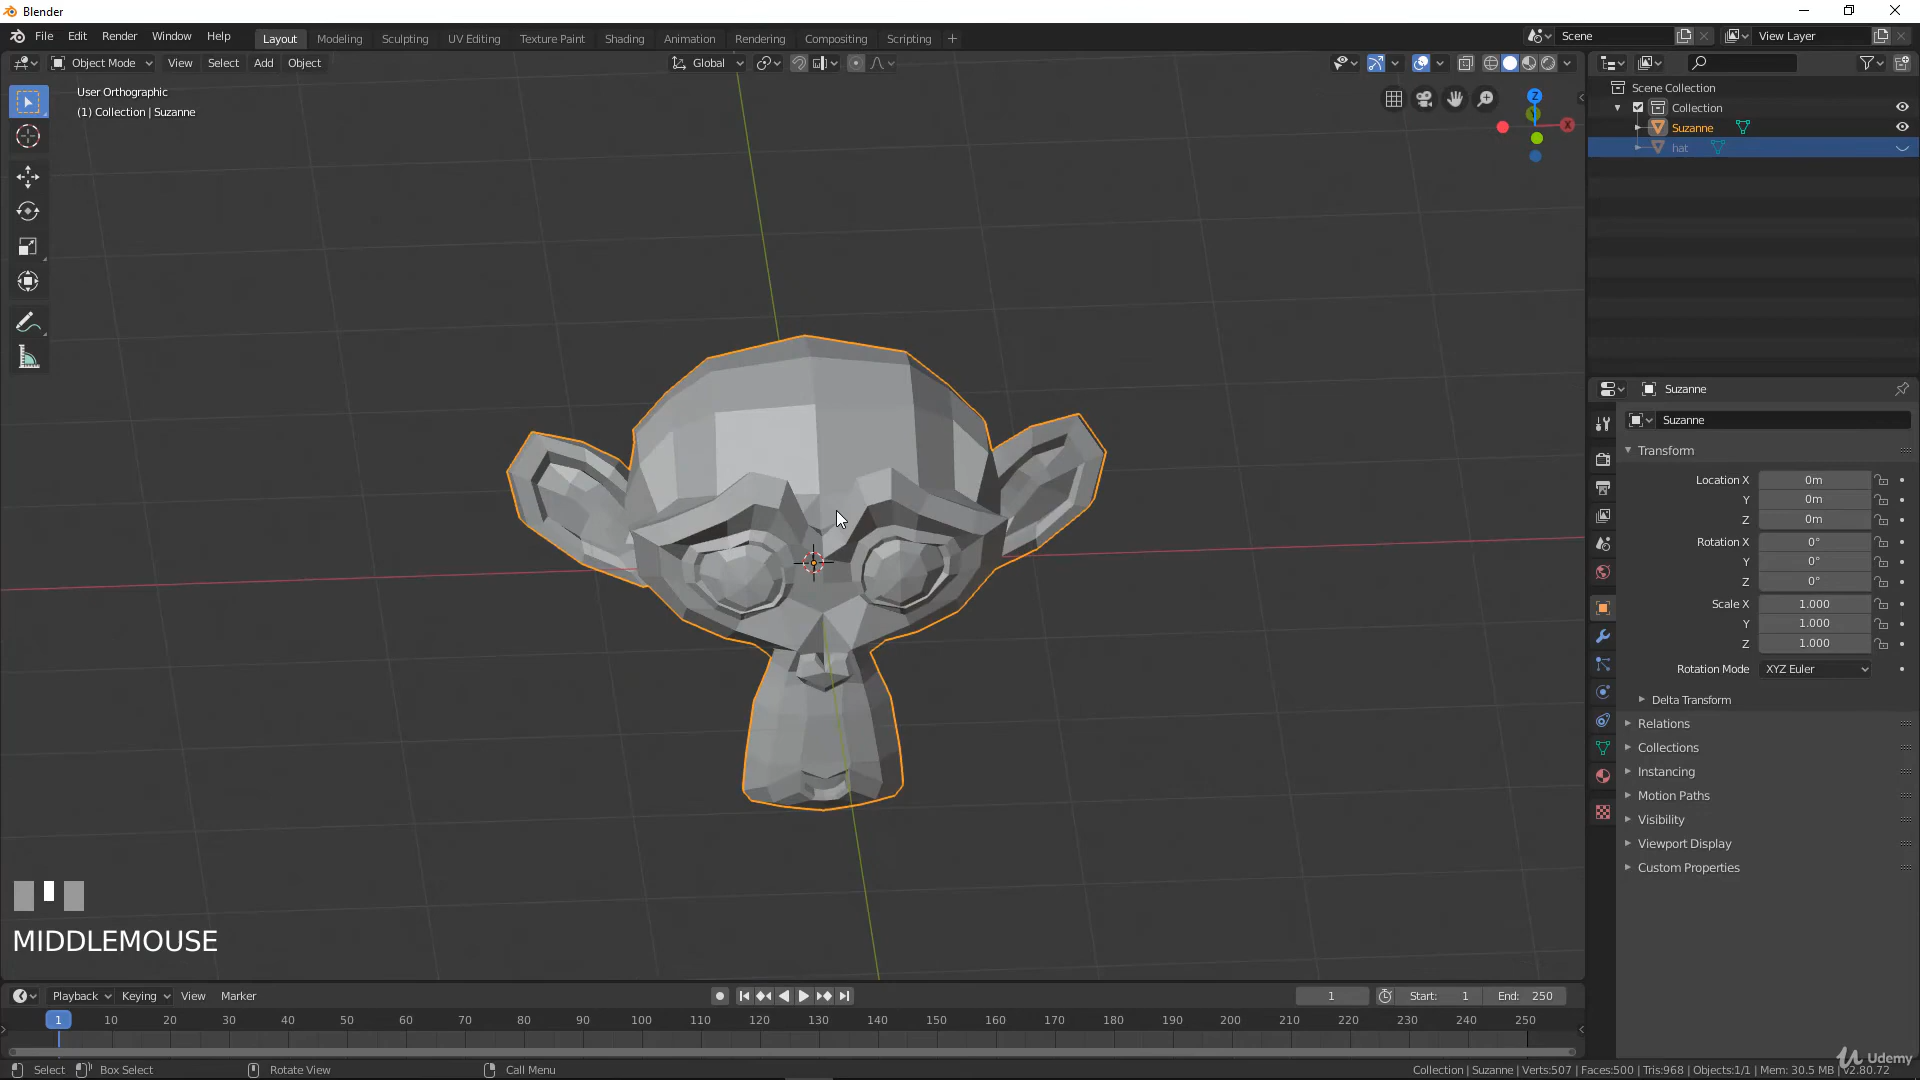 Blender
File Edit Render Window Help
Layout Modeling Sculpting UV Editing Texture Paint Shading Animation Rendering Compositing Scripting
Scene View Layer
Object Mode View Select Add Object
Global
User Orthographic
(1) Collection | Suzanne
Z
Y
X
Scene Collection
Collection
Suzanne
hat
Suzanne
Suzanne
Transform
Location X 0m
Y 0m
Z 0m
Rotation X 0°
Y 0°
Z 0°
Scale X 1.000
Y 1.000
Z 1.000
Rotation Mode XYZ Euler
Delta Transform
Relations
Collections
Instancing
Motion Paths
Visibility
Viewport Display
Custom Properties
MIDDLEMOUSE
Playback Keying View Marker
1 Start: 1 End: 250
1 10 20 30 40 50 60 70 80 90 100 110 120 130 140 150 160 170 180 190 200 210 220 230 240 250
Select Box Select Rotate View Call Menu
Collection | Suzanne | Verts:507 | Faces:500 | Tris:968 | Objects:1/1 | Mem: 30.5 MB | v2.80.72
Udemy